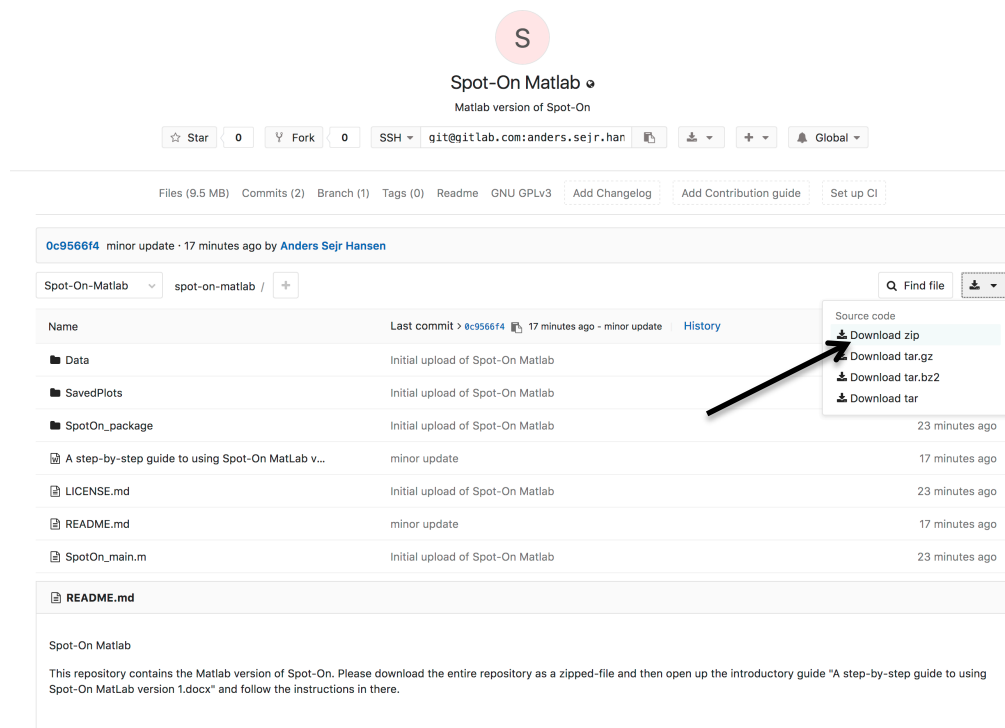 S
Spot-On Matlab
Matlab version of Spot-On
Star 0 Fork 0 SSH git@gitlab.com:anders.sejr.han Global
Files (9.5 MB) Commits (2) Branch (1) Tags (0) Readme GNU GPLv3 Add Changelog Add Contribution guide Set up CI
0c9566f4 minor update · 17 minutes ago by Anders Sejr Hansen
Spot-On-Matlab spot-on-matlab / + Find file
Source code
Download zip
Download tar.gz
Download tar.bz2
Download tar
Name Last commit > 0c9566f4 17 minutes ago - minor update History
Data Initial upload of Spot-On Matlab
SavedPlots Initial upload of Spot-On Matlab
SpotOn_package Initial upload of Spot-On Matlab 23 minutes ago
A step-by-step guide to using Spot-On MatLab v... minor update 17 minutes ago
LICENSE.md Initial upload of Spot-On Matlab 23 minutes ago
README.md minor update 17 minutes ago
SpotOn_main.m Initial upload of Spot-On Matlab 23 minutes ago
README.md
Spot-On Matlab
This repository contains the Matlab version of Spot-On. Please download the entire repository as a zipped-file and then open up the introductory guide "A step-by-step guide to using
Spot-On MatLab version 1.docx" and follow the instructions in there.